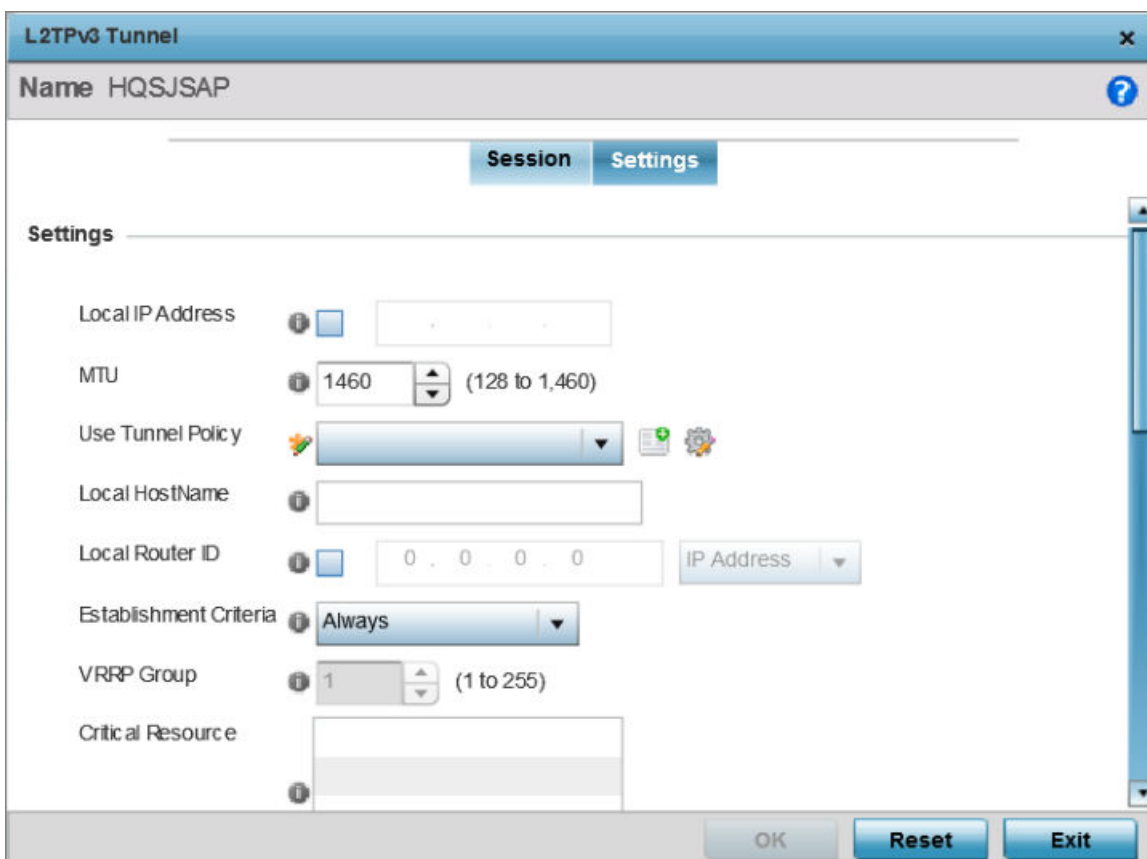 L2TPv3 Tunnel
Name HQSJSAP
Session Settings
Settings
Local IP Address . . .
MTU 1460 (128 to 1,460)
Use Tunnel Policy
Local HostName
Local Router ID 0 . 0 . 0 . 0 IP Address
Establishment Criteria Always
VRRP Group 1 (1 to 255)
Critical Resource
OK Reset Exit